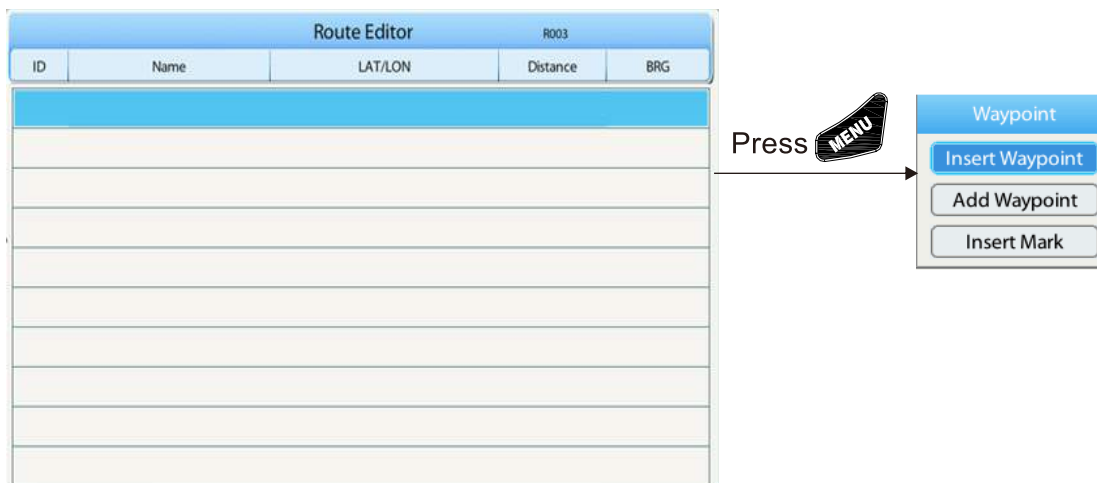 Route Editor R003
ID Name LAT/LON Distance BRG
Press MENU
Waypoint
Insert Waypoint
Add Waypoint
Insert Mark